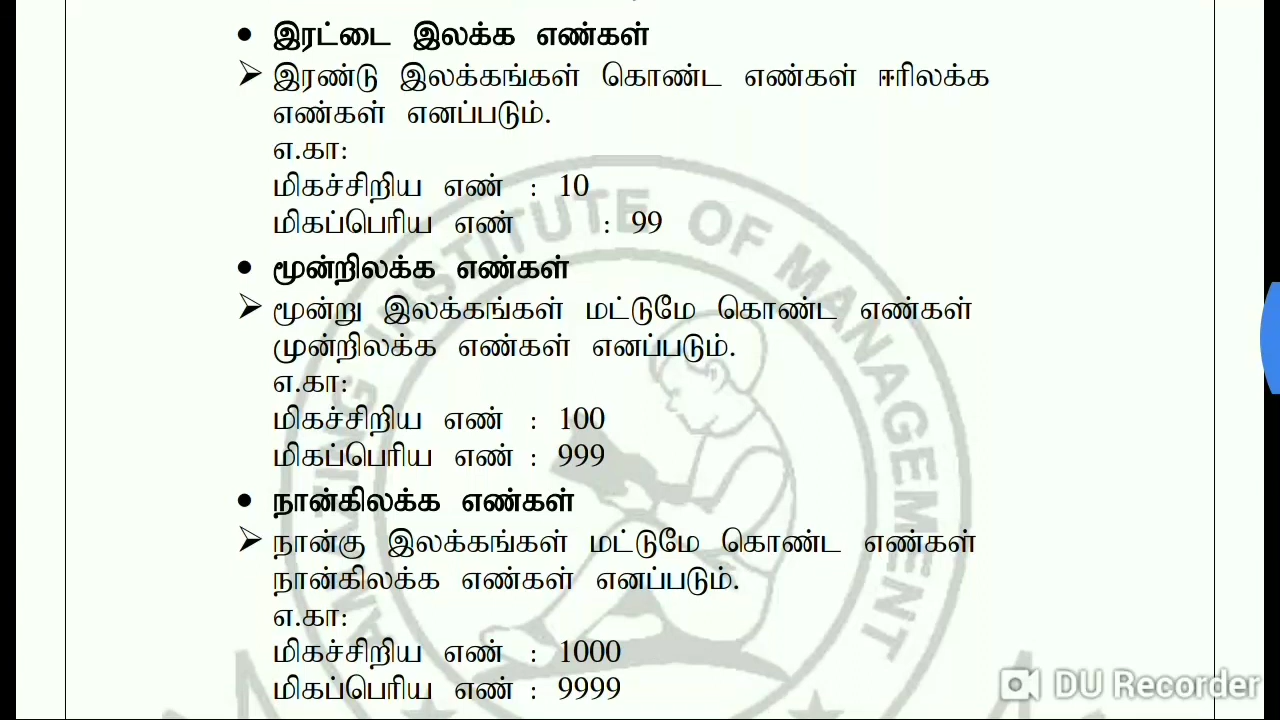 • இரட்டை இலக்க எண்கள்
➢ இரண்டு இலக்கங்கள் கொண்ட எண்கள் ஈரிலக்க
எண்கள் எனப்படும்.
எ.கா:
மிகச்சிறிய எண் : 10
மிகப்பெரிய எண் : 99
• மூன்றிலக்க எண்கள்
➢ மூன்று இலக்கங்கள் மட்டுமே கொண்ட எண்கள்
முன்றிலக்க எண்கள் எனப்படும்.
எ.கா:
மிகச்சிறிய எண் : 100
மிகப்பெரிய எண் : 999
• நான்கிலக்க எண்கள்
➢ நான்கு இலக்கங்கள் மட்டுமே கொண்ட எண்கள்
நான்கிலக்க எண்கள் எனப்படும்.
எ.கா:
மிகச்சிறிய எண் : 1000
மிகப்பெரிய எண் : 9999
INSTITUTE OF MANAGEMENT
DU Recorder